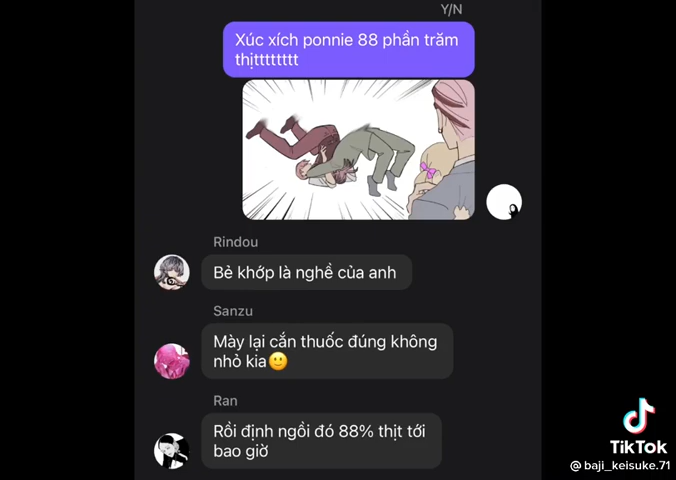 Y/N
Xúc xích ponnie 88 phần trăm
thịtttttttt
Rindou
Bẻ khớp là nghề của anh
Sanzu
Mày lại cắn thuốc đúng không
nhỏ kia🙂
Ran
Rồi định ngồi đó 88% thịt tới
bao giờ
TikTok
@baji_keisuke.71